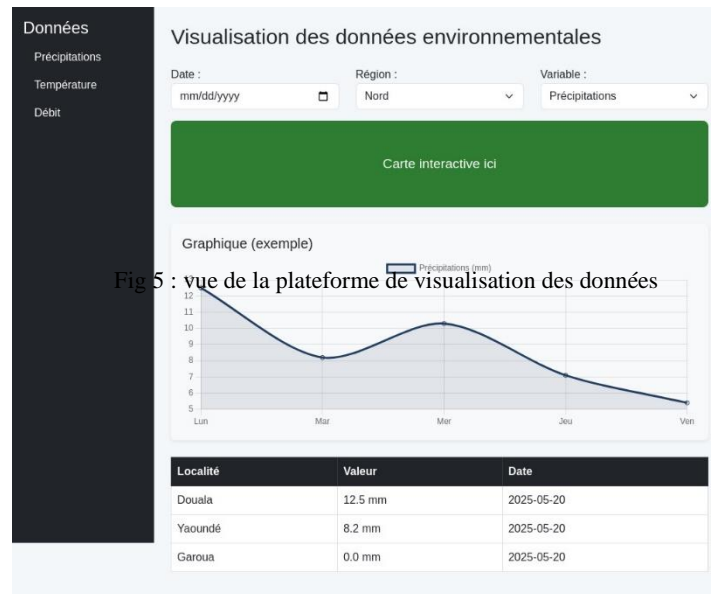 Données
Précipitations
Température
Débit
Visualisation des données environnementales
Date : Région : Variable :
mm/dd/yyyy Nord Précipitations
Carte interactive ici
Graphique (exemple)
Précipitations (mm)
Fig 5 : vue de la plateforme de visualisation des données
13
12
11
10
9
8
7
6
5
Lun Mar Mer Jeu Ven
Localité Valeur Date
Douala 12.5 mm 2025-05-20
Yaoundé 8.2 mm 2025-05-20
Garoua 0.0 mm 2025-05-20